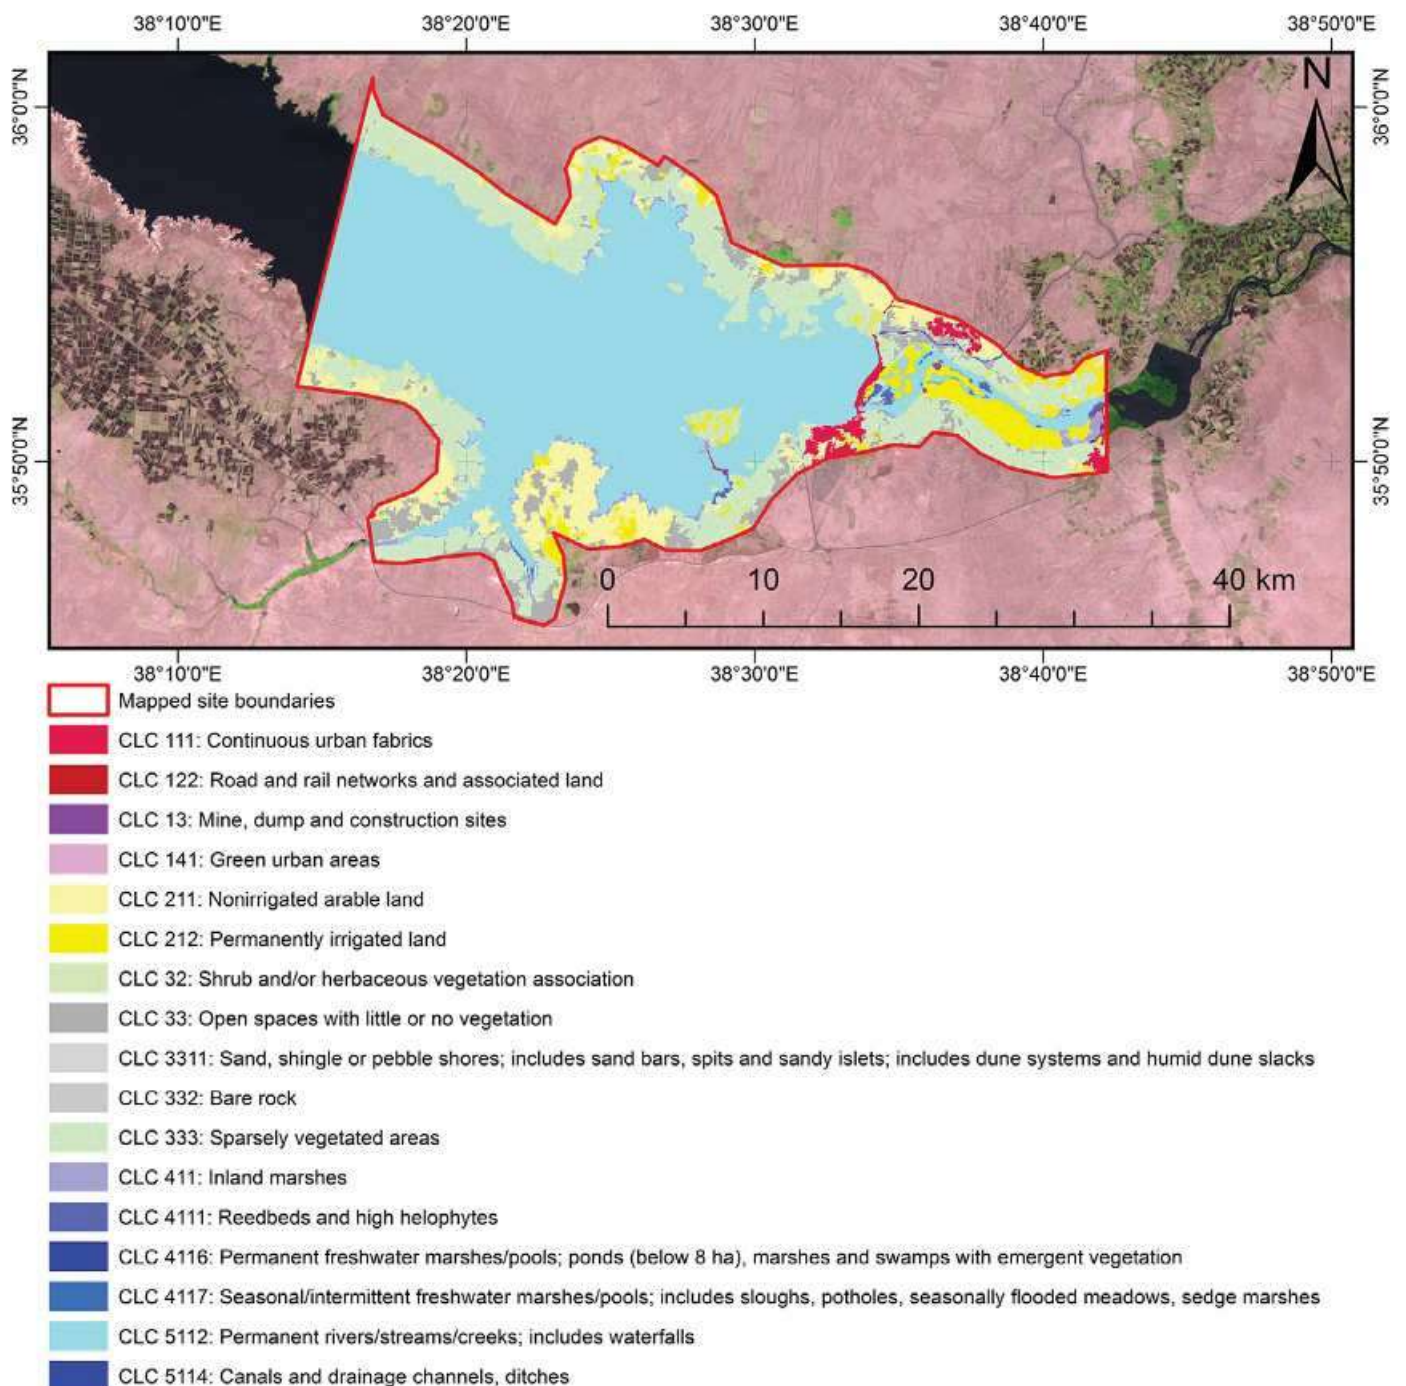 38°10'0"E 38°20'0"E 38°30'0"E 38°40'0"E 38°50'0"E
N
36°0'0"N 36°0'0"N
35°50'0"N 35°50'0"N
0 10 20 40 km
38°10'0"E 38°20'0"E 38°30'0"E 38°40'0"E 38°50'0"E
Mapped site boundaries
CLC 111: Continuous urban fabrics
CLC 122: Road and rail networks and associated land
CLC 13: Mine, dump and construction sites
CLC 141: Green urban areas
CLC 211: Nonirrigated arable land
CLC 212: Permanently irrigated land
CLC 32: Shrub and/or herbaceous vegetation association
CLC 33: Open spaces with little or no vegetation
CLC 3311: Sand, shingle or pebble shores; includes sand bars, spits and sandy islets; includes dune systems and humid dune slacks
CLC 332: Bare rock
CLC 333: Sparsely vegetated areas
CLC 411: Inland marshes
CLC 4111: Reedbeds and high helophytes
CLC 4116: Permanent freshwater marshes/pools; ponds (below 8 ha), marshes and swamps with emergent vegetation
CLC 4117: Seasonal/intermittent freshwater marshes/pools; includes sloughs, potholes, seasonally flooded meadows, sedge marshes
CLC 5112: Permanent rivers/streams/creeks; includes waterfalls
CLC 5114: Canals and drainage channels, ditches